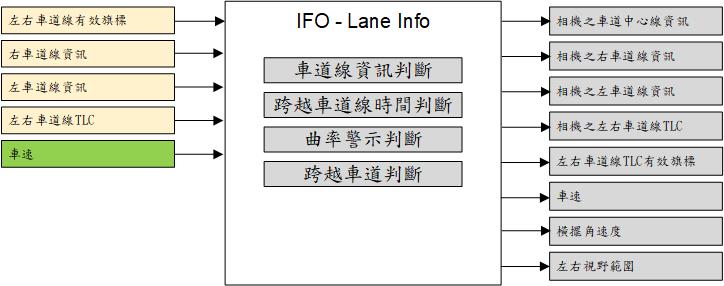 左右車道線有效旗標
右車道線資訊
左車道線資訊
左右車道線TLC
車速
IFO - Lane Info
車道線資訊判斷
跨越車道線時間判斷
曲率警示判斷
跨越車道判斷
相機之車道中心線資訊
相機之右車道線資訊
相機之左車道線資訊
相機之左右車道線TLC
左右車道線TLC有效旗標
車速
橫擺角速度
左右視野範圍